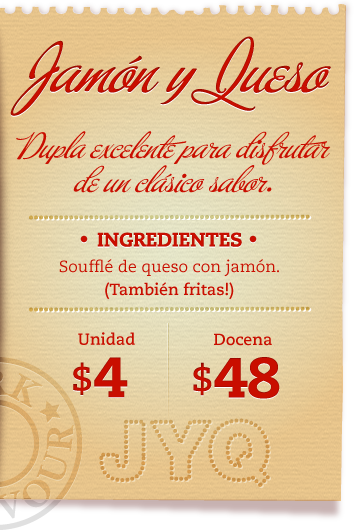 Jamón y Queso
Dupla excelente para disfrutar
de un clásico sabor.
• INGREDIENTES •
Soufflé de queso con jamón.
(También fritas!)
Unidad
$4
Docena
$48
JYQ